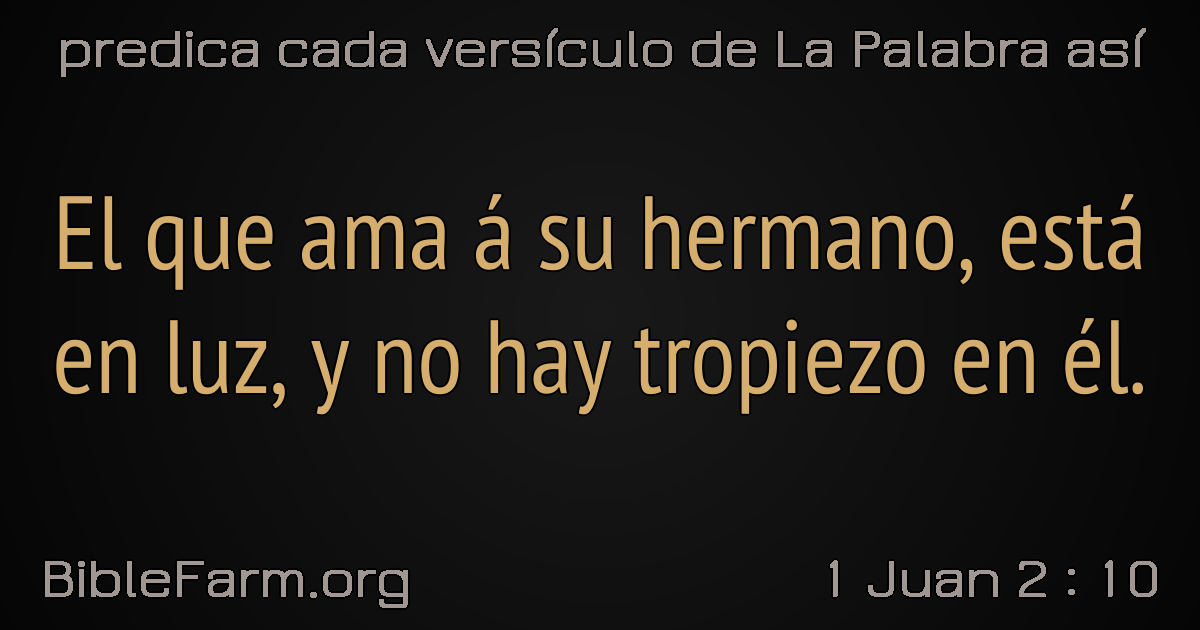 predica cada versículo de La Palabra así
El que ama á su hermano, está
en luz, y no hay tropiezo en él.
BibleFarm.org
1 Juan 2 : 10